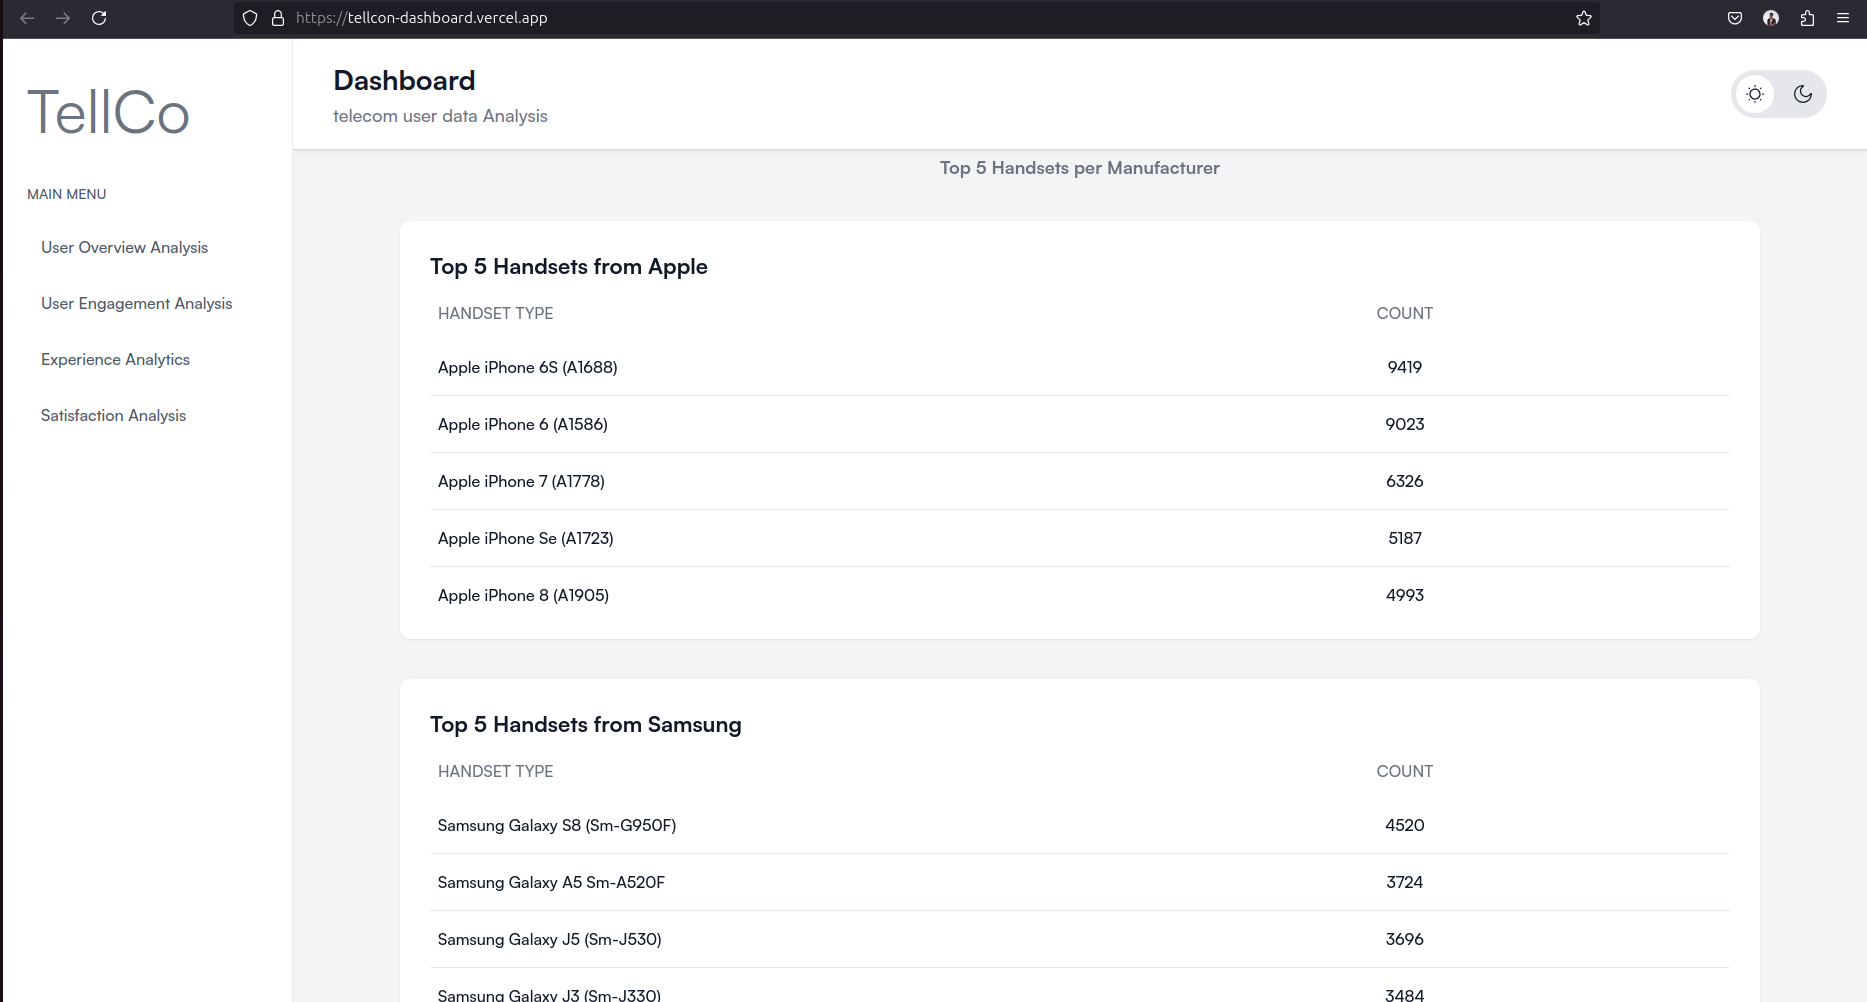 https://tellcon-dashboard.vercel.app
TellCo
MAIN MENU
User Overview Analysis
User Engagement Analysis
Experience Analytics
Satisfaction Analysis
Dashboard
telecom user data Analysis
Top 5 Handsets per Manufacturer
Top 5 Handsets from Apple
HANDSET TYPE COUNT
Apple iPhone 6S (A1688) 9419
Apple iPhone 6 (A1586) 9023
Apple iPhone 7 (A1778) 6326
Apple iPhone Se (A1723) 5187
Apple iPhone 8 (A1905) 4993
Top 5 Handsets from Samsung
HANDSET TYPE COUNT
Samsung Galaxy S8 (Sm-G950F) 4520
Samsung Galaxy A5 Sm-A520F 3724
Samsung Galaxy J5 (Sm-J530) 3696
Samsung Galaxy J3 (Sm-J330) 3484